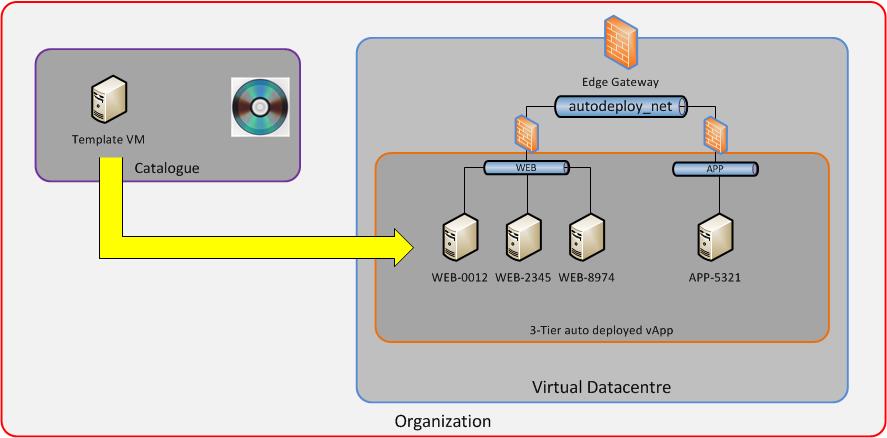 Edge Gateway
autodeploy_net
Template VM
Catalogue
WEB
APP
WEB-0012
WEB-2345
WEB-8974
APP-5321
3-Tier auto deployed vApp
Virtual Datacentre
Organization